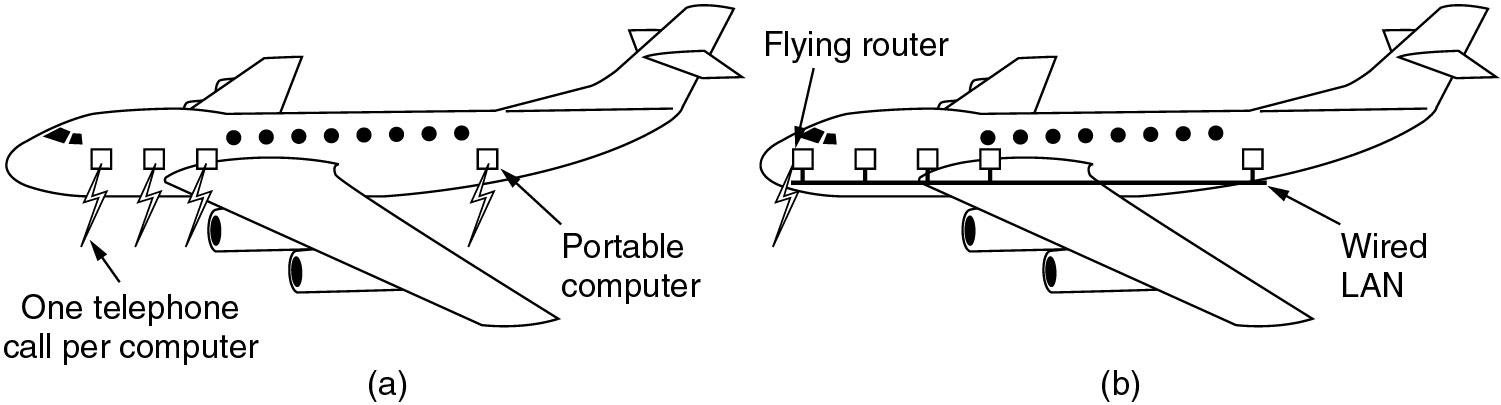 One telephone
call per computer
Portable
computer
(a)
Flying router
Wired
LAN
(b)